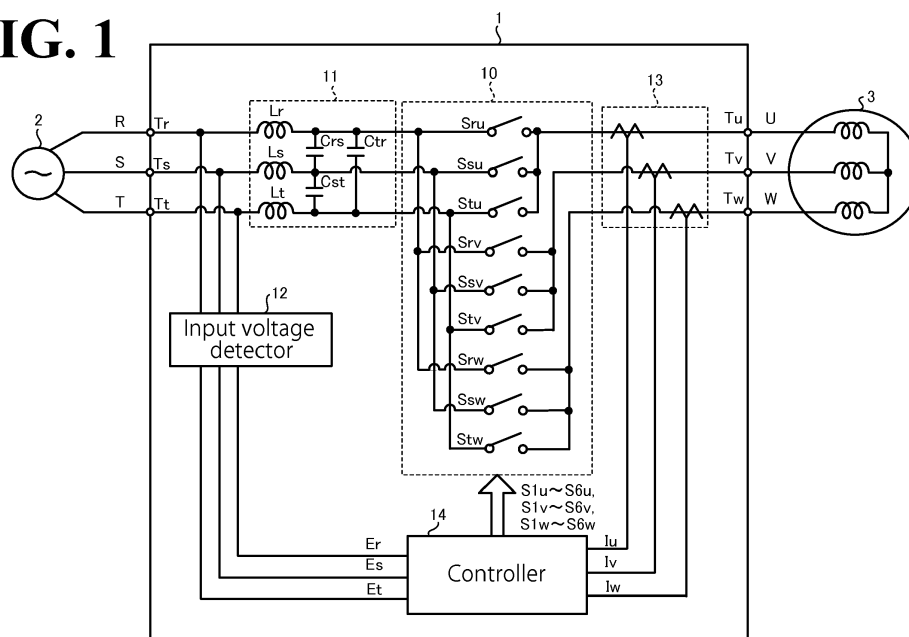 IG. 1
1
11
10
13
3
2
R
Tr
Lr
Crs
Ctr
Sru
Tu
U
S
Ts
Ls
Cst
Ssu
Tv
V
T
Tt
Lt
Stu
Tw
W
Srv
Ssv
12
Input voltage
detector
Stv
Srw
Ssw
Stw
S1u～S6u,
S1v～S6v,
S1w～S6w
14
Controller
Er
Es
Et
Iu
Iv
Iw